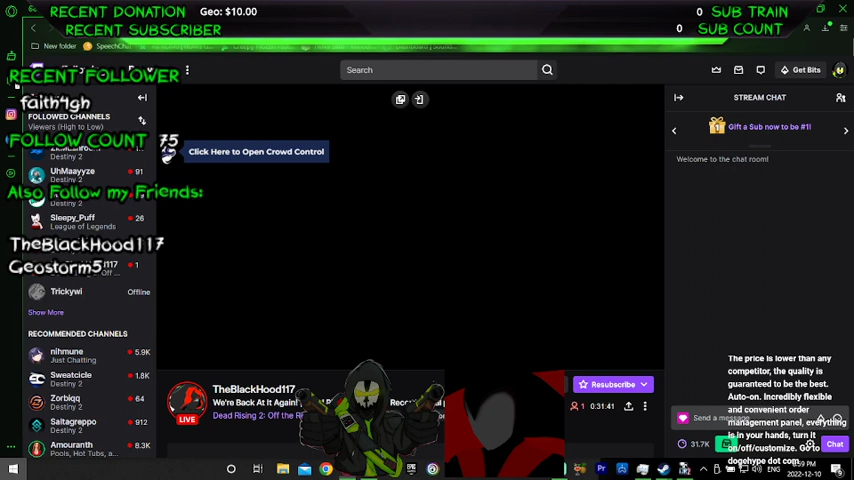 RECENT DONATION
Geo: $10.00
0 SUB TRAIN
RECENT SUBSCRIBER
0 SUB COUNT
New folder
SpeechChat
Search
Get Bits
RECENT FOLLOWER
faith4gh
FOLLOWED CHANNELS
Viewers (High to Low)
STREAM CHAT
Gift a Sub now to be #1!
FOLLOW COUNT 75
Click Here to Open Crowd Control
Welcome to the chat room!
Destiny 2
UhMaayyze 91
Destiny 2
Also Follow my Friends:
Sleepy_Puff 26
League of Legends
TheBlackHood117
Geostorm5
1
Trickywi Offline
Show More
RECOMMENDED CHANNELS
nihmune 5.9K
Just Chatting
Sweatcicle 1.8K
Destiny 2
Zorbiqq 64
Destiny 2
Saltagreppo 912
Destiny 2
Amouranth 8.3K
Pools, Hot Tubs, a
LIVE
TheBlackHood117
We're Back At It Again
Dead Rising 2: Off the R
Resubscribe
1 0:31:41
The price is lower than any
competitor, the quality is
guaranteed to be the best.
Auto-on. Incredibly flexible
and convenient order
management panel, everything
is in your hands, turn it
on/off/customize. Go to
dogehype dot com
Send a message
31.7K
Chat
ENG
8:59 PM
2022-12-10